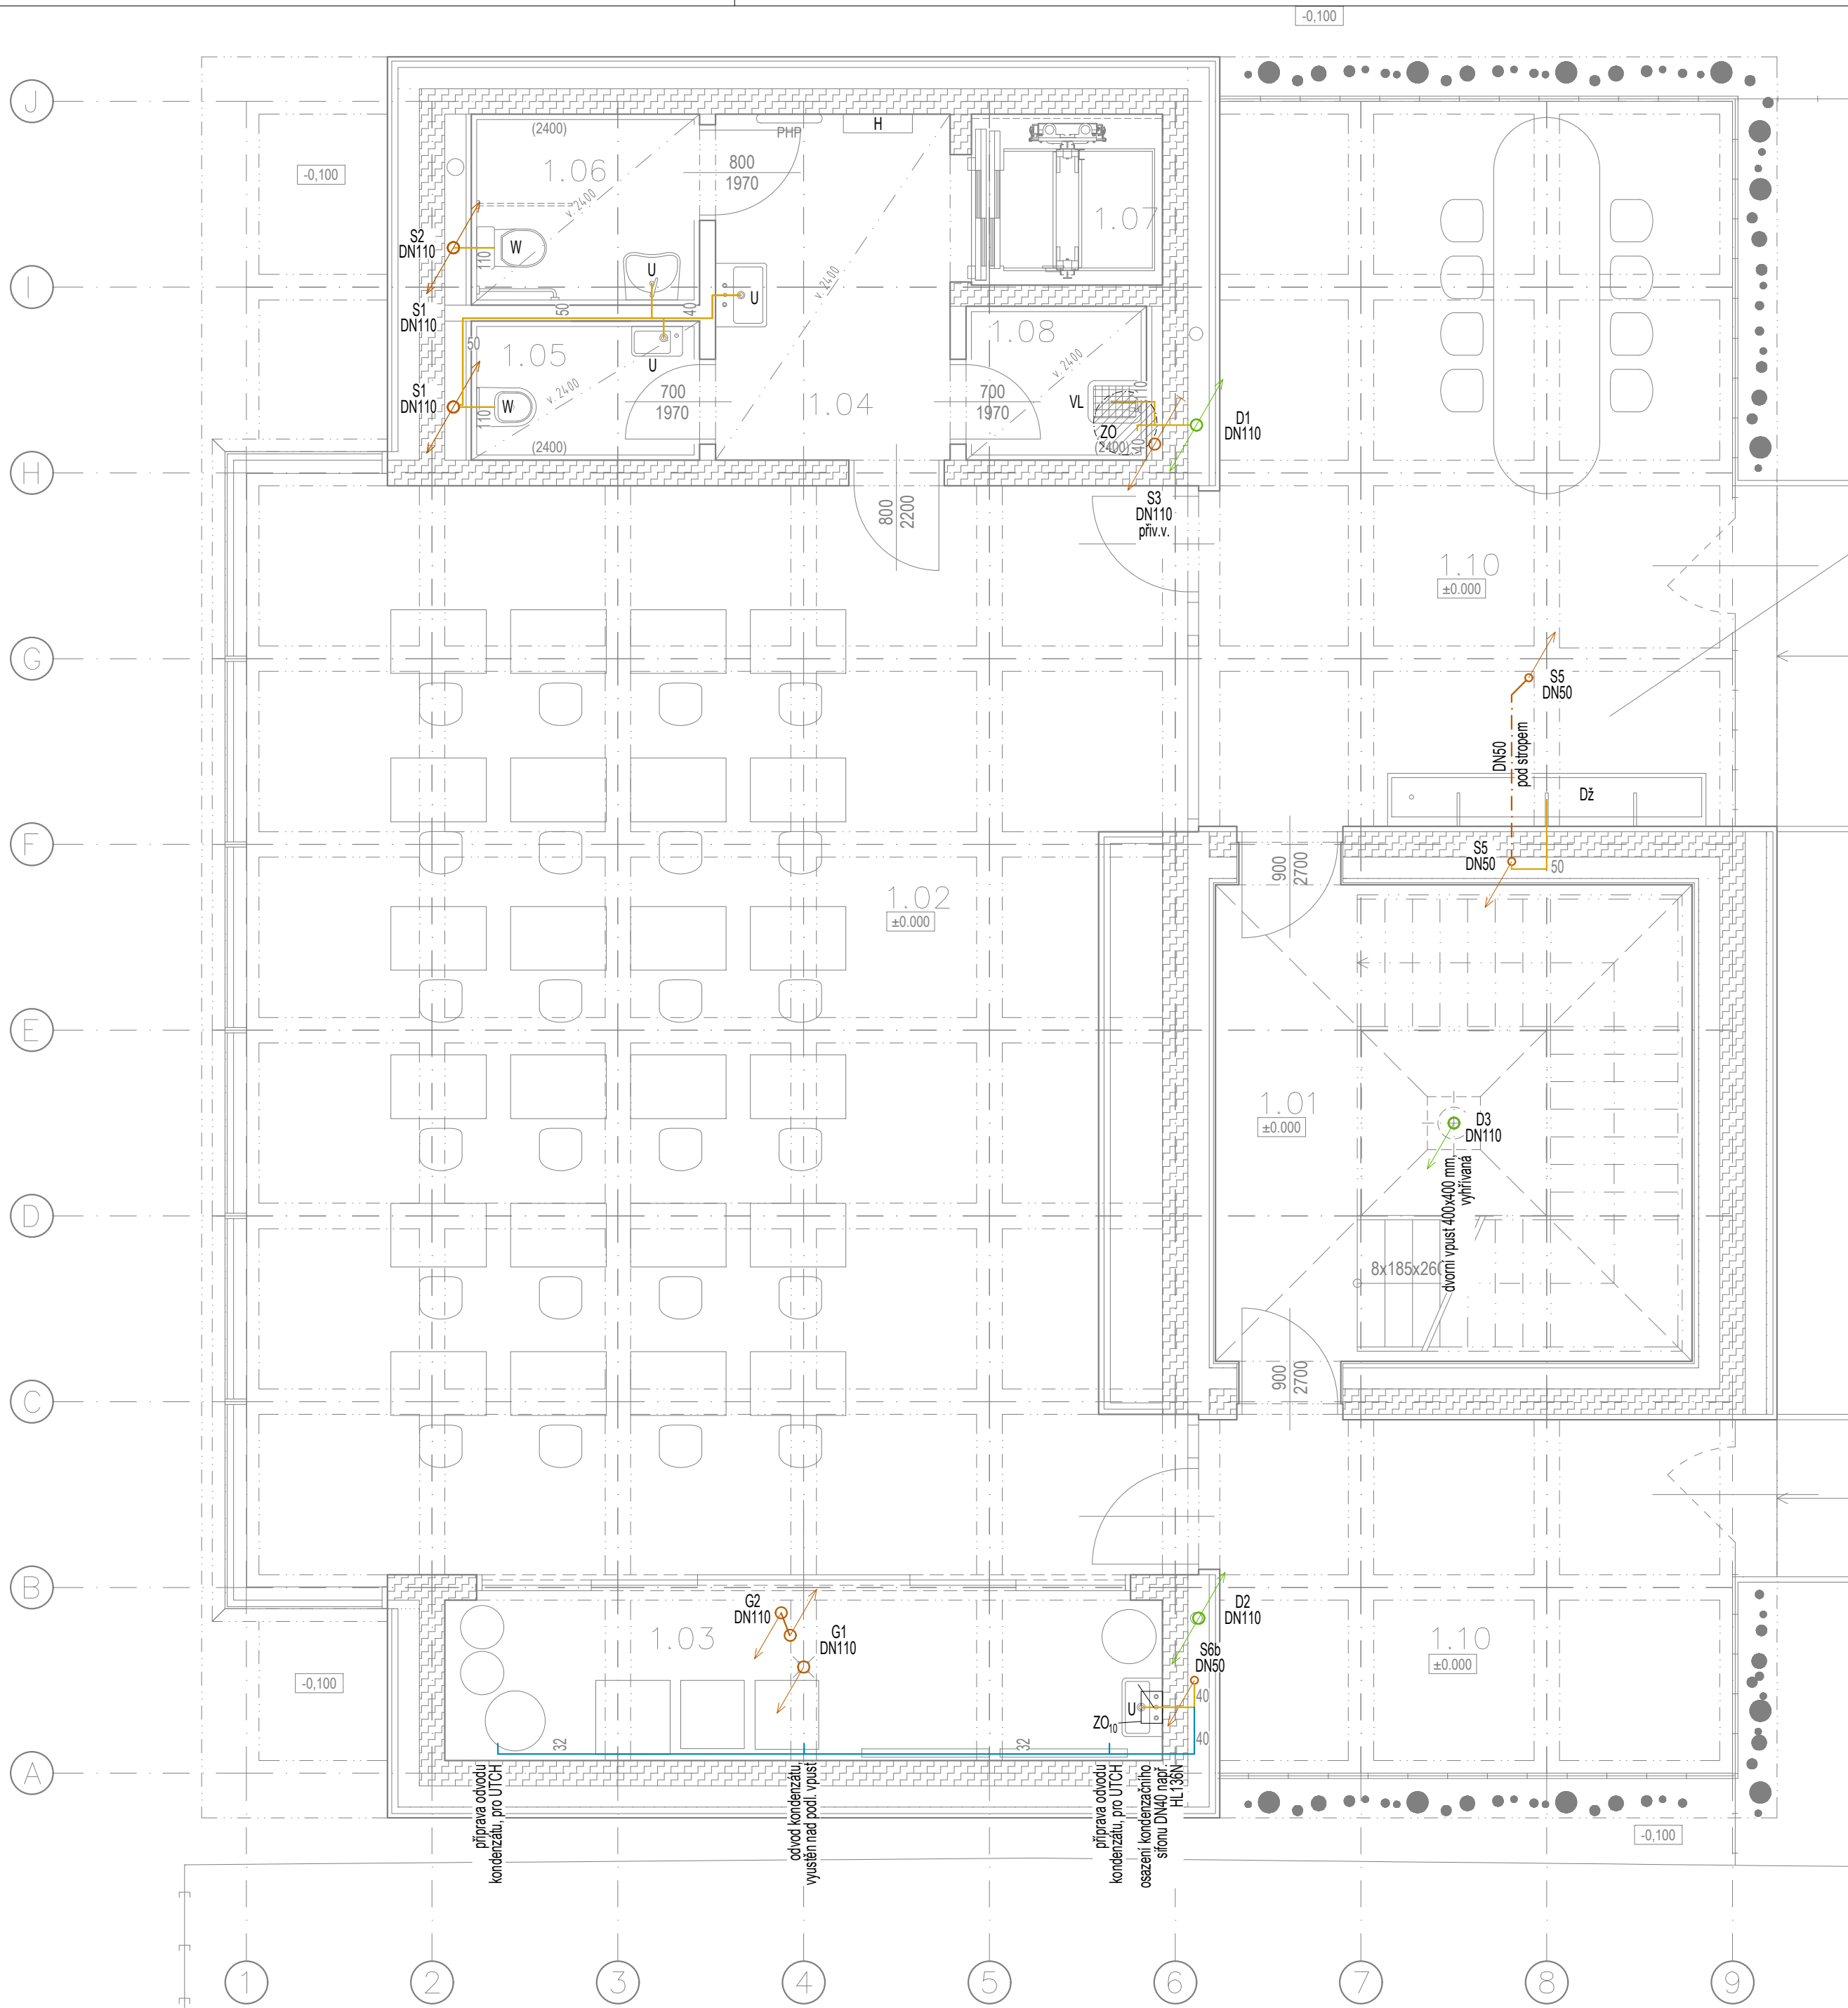 -0,100
J
(2400)
PHP
H
1.06
800
1970
-0,100
v. 2400
1.07
S2
DN110
W
110
U
I
U
v. 2400
S1
DN110
50
40
50
1.05
U
1.08
v. 2400
v. 2400
S1
DN110
W
110
700
1970
1.04
700
1970
VL
ZO
(2400)
40
D1
DN110
(2400)
H
S3
DN110
přiv.v.
800
2200
1.10
±0.000
G
S5
DN50
DN50
pod stropem
Dž
F
S5
DN50
50
900
2700
1.02
±0.000
E
1.01
±0.000
D3
DN110
dvorní vpust 400x400 mm,
vyhřívaná
D
8x185x260
900
2700
C
B
G2
DN110
G1
DN110
1.03
D2
DN110
S6b
DN50
1.10
±0.000
-0,100
40
U
ZO10
40
32
32
A
příprava odvodu
kondenzátu, pro UTCH
odvod kondenzátu,
vyustěn nad podl. vpust
příprava odvodu
kondenzátu, pro UTCH
osazení kondenzačního
sifonu DN40 např.
HL136N
-0,100
1
2
3
4
5
6
7
8
9